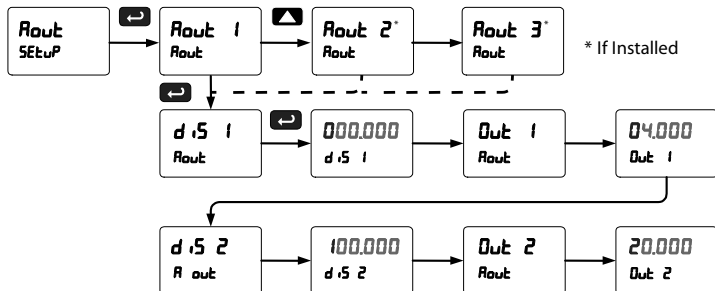 Aout
SEtuP
Aout 1
Aout
Aout 2*
Aout
Aout 3*
Aout
* If Installed
diS 1
Aout
000.000
diS 1
Out 1
Aout
04.000
Out 1
diS 2
A out
100.000
diS 2
Out 2
Aout
20.000
Out 2